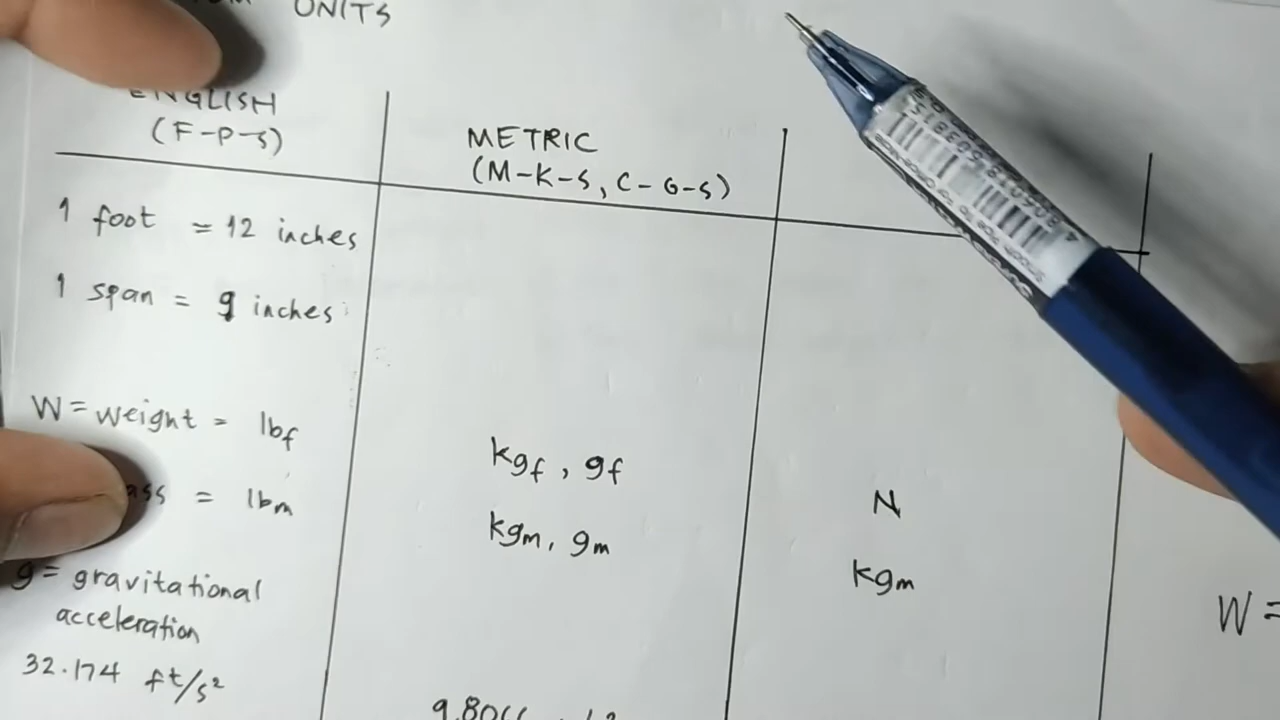 UNITS
ENGLISH
(F-P-S)
METRIC
(M-K-S, C-G-S)
1 foot = 12 inches
1 span = 9 inches
W = weight = lbf
kgf, gf
N
= lbm
kgm, gm
kgm
g = gravitational
acceleration
32.174 ft/s²
W =